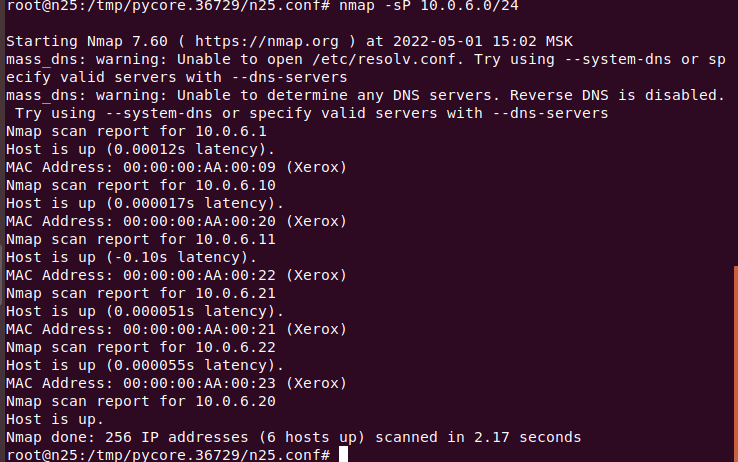 root@n25:/tmp/pycore.36729/n25.conf# nmap -sP 10.0.6.0/24
Starting Nmap 7.60 ( https://nmap.org ) at 2022-05-01 15:02 MSK
mass_dns: warning: Unable to open /etc/resolv.conf. Try using --system-dns or sp
ecify valid servers with --dns-servers
mass_dns: warning: Unable to determine any DNS servers. Reverse DNS is disabled.
 Try using --system-dns or specify valid servers with --dns-servers
Nmap scan report for 10.0.6.1
Host is up (0.00012s latency).
MAC Address: 00:00:00:AA:00:09 (Xerox)
Nmap scan report for 10.0.6.10
Host is up (0.000017s latency).
MAC Address: 00:00:00:AA:00:20 (Xerox)
Nmap scan report for 10.0.6.11
Host is up (-0.10s latency).
MAC Address: 00:00:00:AA:00:22 (Xerox)
Nmap scan report for 10.0.6.21
Host is up (0.000051s latency).
MAC Address: 00:00:00:AA:00:21 (Xerox)
Nmap scan report for 10.0.6.22
Host is up (0.000055s latency).
MAC Address: 00:00:00:AA:00:23 (Xerox)
Nmap scan report for 10.0.6.20
Host is up.
Nmap done: 256 IP addresses (6 hosts up) scanned in 2.17 seconds
root@n25:/tmp/pycore.36729/n25.conf#